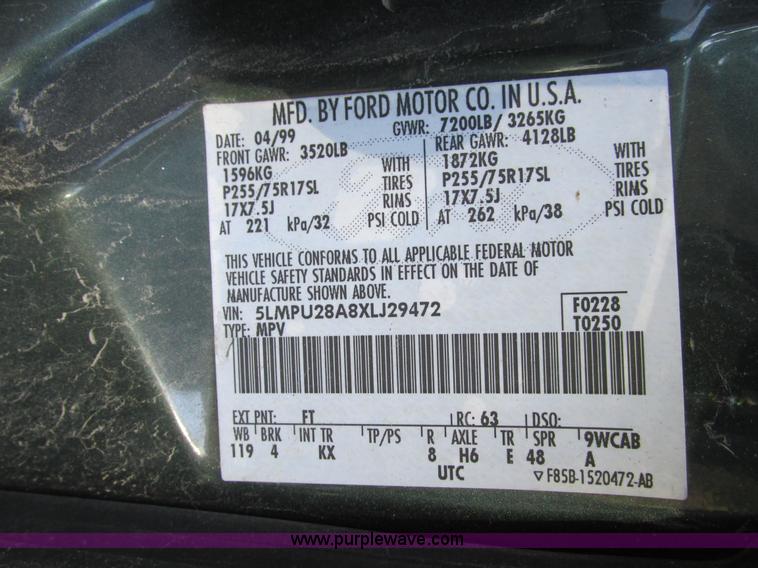 MFD. BY FORD MOTOR CO. IN U.S.A.
DATE: 04/99 GVWR: 7200LB/ 3265KG
FRONT GAWR: 3520LB REAR GAWR: 4128LB
1596KG WITH 1872KG WITH
P255/75R17SL TIRES P255/75R17SL TIRES
17X7.5J RIMS 17X7.5J RIMS
AT 221 kPa/32 PSI COLD AT 262 kPa/38 PSI COLD
THIS VEHICLE CONFORMS TO ALL APPLICABLE FEDERAL MOTOR
VEHICLE SAFETY STANDARDS IN EFFECT ON THE DATE OF
MANUFACTURE SHOWN ABOVE.
VIN: 5LMPU28A8XLJ29472 F0228
TYPE: MPV T0250
EXT PNT: FT RC: 63 DSO:
WB BRK INT TR TP/PS R AXLE TR SPR 9WCAB
119 4 KX 8 H6 E 48 A
UTC ▽F85B-1520472-AB
www.purplewave.com